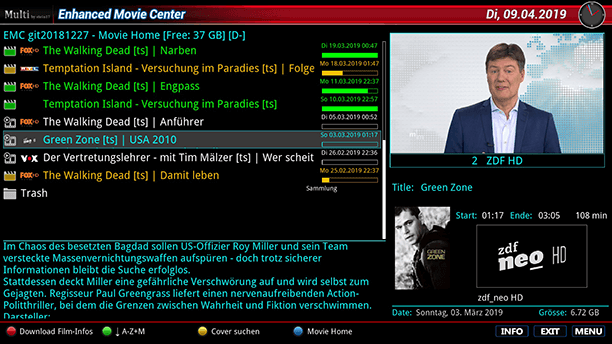 Multi Enhanced Movie Center Di, 09.04.2019
EMC git20181227 - Movie Home [Free: 37 GB] [D-]
The Walking Dead [ts] | Narben Di 19.03.2019 00:47
Temptation Island - Versuchung im Paradies [ts] | Folge Mo 18.03.2019 01:47
The Walking Dead [ts] | Engpass Mo 11.03.2019 22:37
Temptation Island - Versuchung im Paradies [ts] So 10.03.2019 22:57
FOX HD The Walking Dead [ts] | Anführer Di 05.03.2019 00:52
Green Zone [ts] | USA 2010 So 03.03.2019 01:17
VOX Der Vertretungslehrer - mit Tim Mälzer [ts] | Wer scheit Di 26.02.2019 22:36
FOX HD The Walking Dead [ts] | Damit leben Mo 25.02.2019 22:37
Trash Sammlung
2 ZDF HD
Title: Green Zone
Start: 01:17 Ende: 03:05 108 min
GREEN ZONE
zdf neo HD
zdf_neo HD
Date: Sonntag, 03. März 2019 Grösse: 6.72 GB
Im Chaos des besetzten Bagdad sollen US-Offizier Roy Miller und sein Team
versteckte Massenvernichtungswaffen aufspüren - doch trotz sicherer
Informationen bleibt die Suche erfolglos.
Stattdessen deckt Miller eine gefährliche Verschwörung auf und wird selbst zum
Gejagten. Regisseur Paul Greengrass liefert einen nervenaufreibenden Action-
Politthriller, bei dem die Grenzen zwischen Wahrheit und Fiktion verschwimmen.
Darsteller:
Download Film-Infos ↓A-Z+M Cover suchen Movie Home INFO EXIT MENU